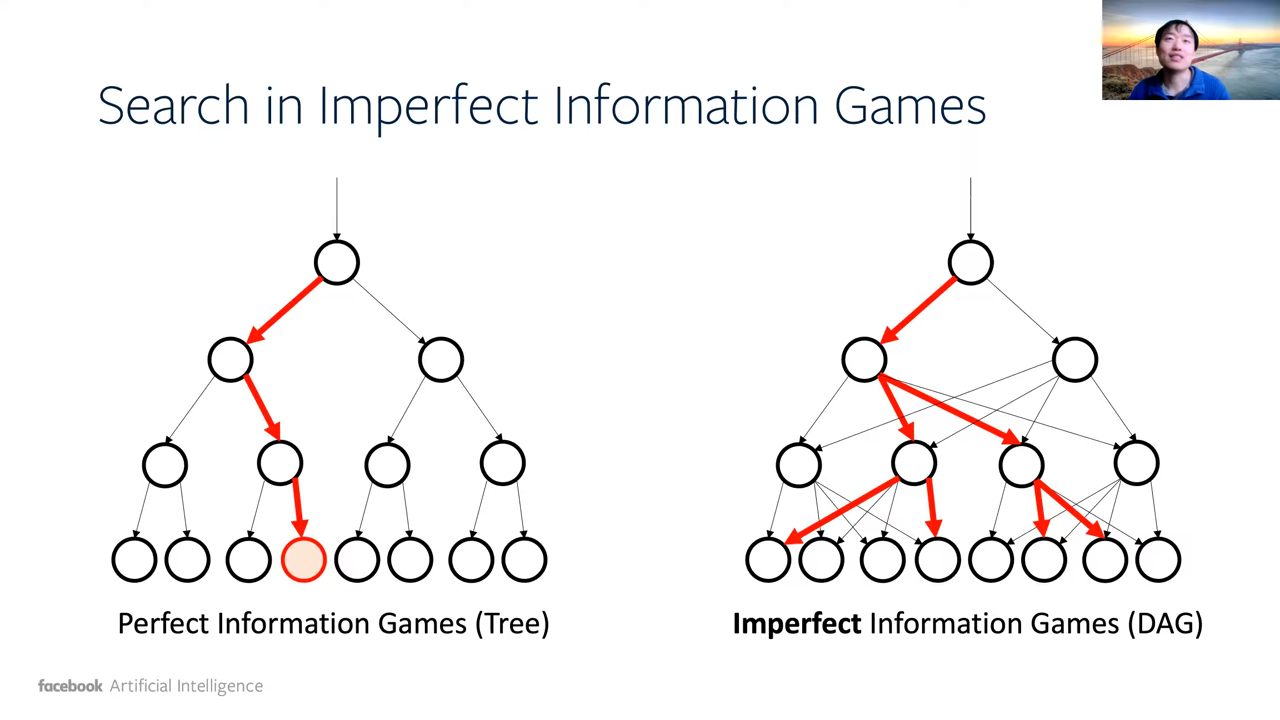 Search in Imperfect Information Games
Perfect Information Games (Tree)
Imperfect Information Games (DAG)
facebook Artificial Intelligence